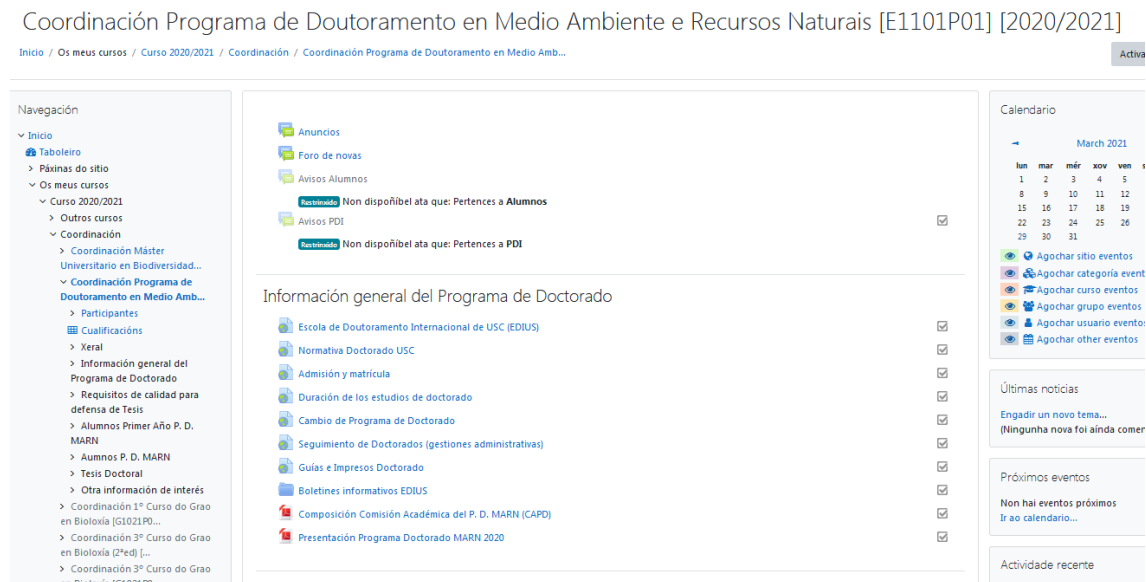 Coordinación Programa de Doutoramento en Medio Ambiente e Recursos Naturais [E1101P01] [2020/2021]
Inicio / Os meus cursos / Curso 2020/2021 / Coordinación / Coordinación Programa de Doutoramento en Medio Amb...
Activa
Navegación
Inicio
Taboleiro
Páxinas do sitio
Os meus cursos
Curso 2020/2021
Outros cursos
Coordinación
Coordinación Máster
Universitario en Biodiversidad...
Coordinación Programa de
Doutoramento en Medio Amb...
Participantes
Cualificacións
Xeral
Información general del
Programa de Doctorado
Requisitos de calidad para
defensa de Tesis
Alumnos Primer Año P. D.
MARN
Aumnos P. D. MARN
Tesis Doctoral
Otra información de interés
Coordinación 1º Curso do Grao
en Bioloxía [G1021P0...
Coordinación 3º Curso do Grao
en Bioloxía (2ªed) [...
Coordinación 3º Curso do Grao
Anuncios
Foro de novas
Avisos Alumnos
Restrinxido Non dispoñíbel ata que: Pertences a Alumnos
Avisos PDI
Restrinxido Non dispoñíbel ata que: Pertences a PDI
Información general del Programa de Doctorado
Escola de Doutoramento Internacional de USC (EDIUS)
Normativa Doctorado USC
Admisión y matrícula
Duración de los estudios de doctorado
Cambio de Programa de Doctorado
Seguimiento de Doctorados (gestiones administrativas)
Guías e Impresos Doctorado
Boletines informativos EDIUS
Composición Comisión Académica del P. D. MARN (CAPD)
Presentación Programa Doctorado MARN 2020
Calendario
March 2021
lun mar mér xov ven s
1 2 3 4 5
8 9 10 11 12
15 16 17 18 19
22 23 24 25 26
29 30 31
Agochar sitio eventos
Agochar categoría event
Agochar curso eventos
Agochar grupo eventos
Agochar usuario eventos
Agochar other eventos
Últimas noticias
Engadir un novo tema...
(Ningunha nova foi aínda comen
Próximos eventos
Non hai eventos próximos
Ir ao calendario...
Actividade recente